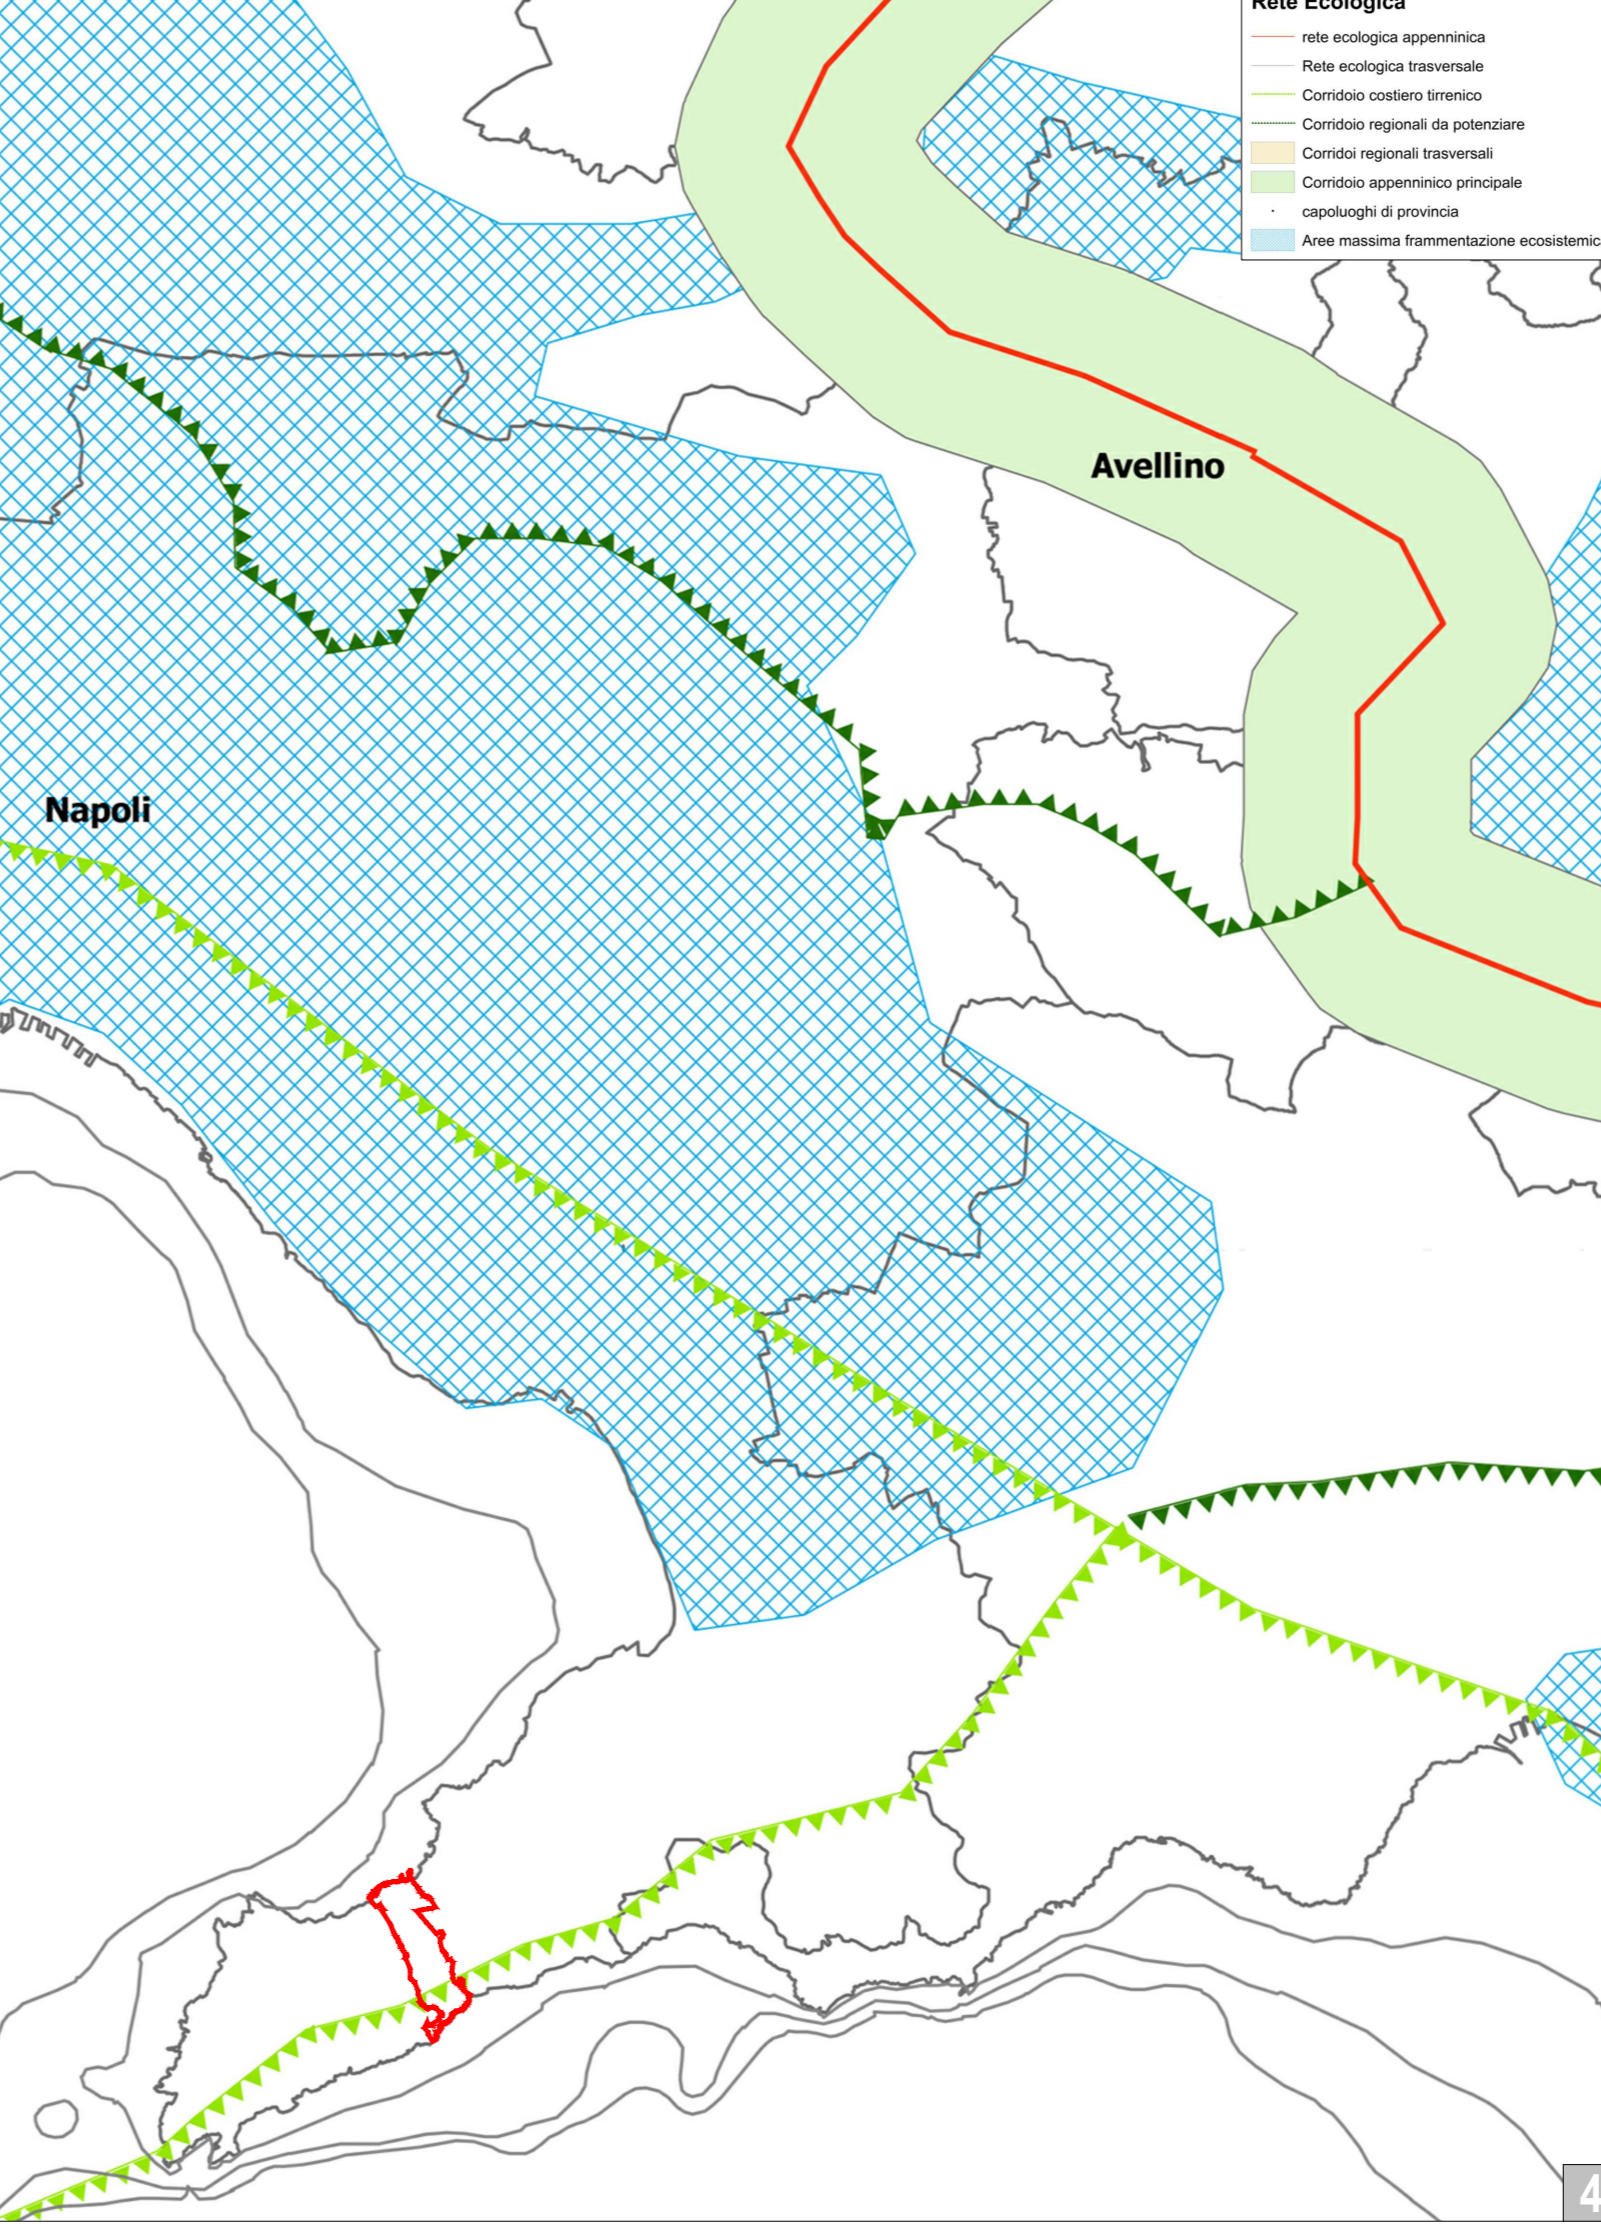 Rete Ecologica
rete ecologica appenninica
Rete ecologica trasversale
Corridoio costiero tirrenico
Corridoio regionali da potenziare
Corridoi regionali trasversali
Corridoio appenninico principale
capoluoghi di provincia
Aree massima frammentazione ecosistemic
Avellino
Napoli
4